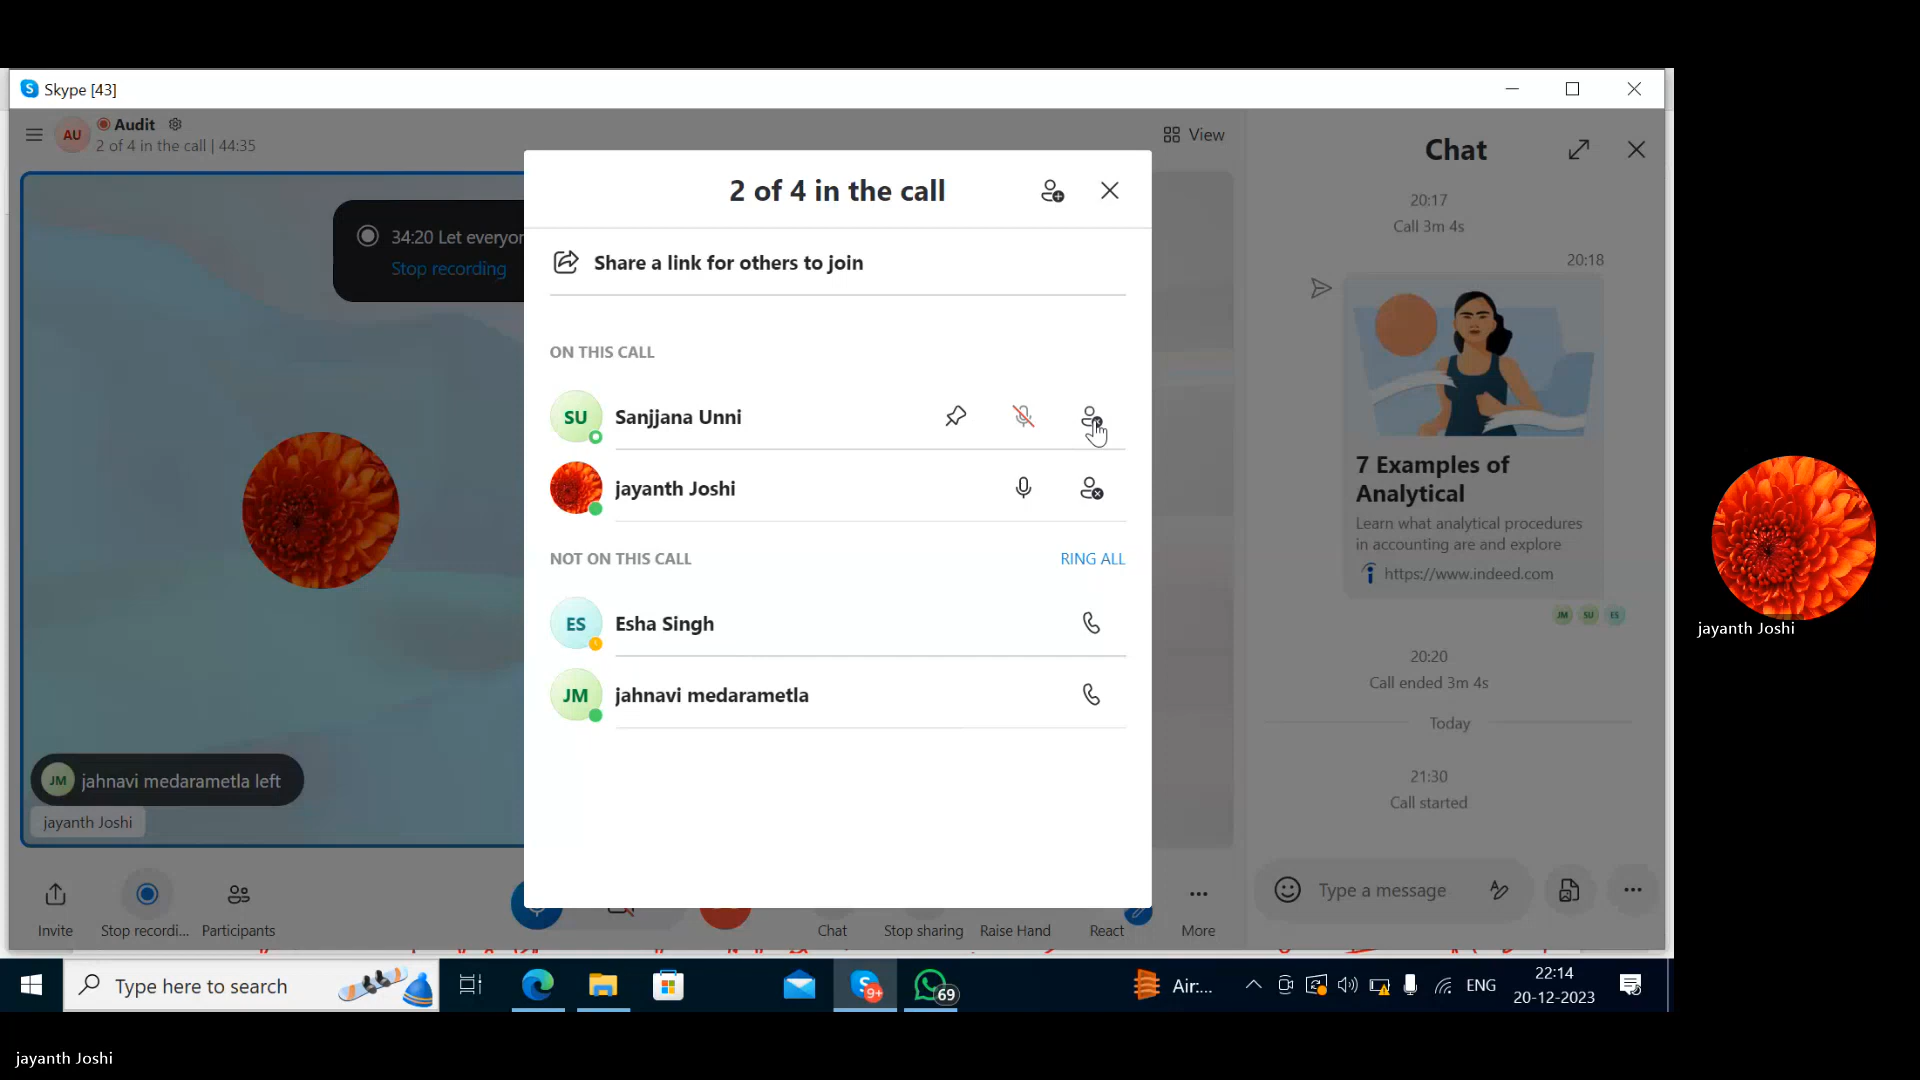 Skype [43]
AU
Audit
2 of 4 in the call | 44:35
View
34:20 Let everyor
Stop recording
jahnavi medarametla left
JM
jayanth Joshi
2 of 4 in the call
Share a link for others to join
ON THIS CALL
SU
Sanjjana Unni
jayanth Joshi
NOT ON THIS CALL
RING ALL
ES
Esha Singh
JM
jahnavi medarametla
Chat
20:17
Call 3m 4s
20:18
7 Examples of
Analytical
Learn what analytical procedures
in accounting are and explore
https://www.indeed.com
JM SU ES
20:20
Call ended 3m 4s
Today
21:30
Call started
Type a message
Invite
Stop recordi...
Participants
Chat
Stop sharing
Raise Hand
React
More
Type here to search
9+
69
Air:...
ENG
22:14
20-12-2023
jayanth Joshi
jayanth Joshi